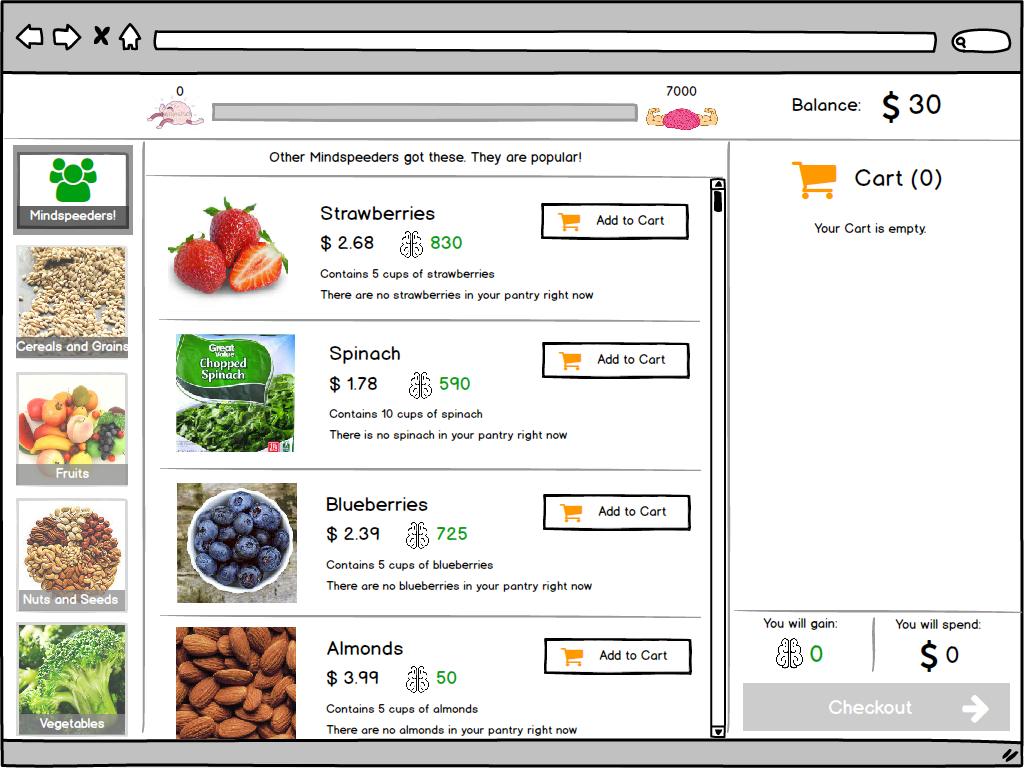 0
7000
Balance:
$ 30
Mindspeeders!
Cereals and Grains
Fruits
Nuts and Seeds
Vegetables
Other Mindspeeders got these. They are popular!
Strawberries
$ 2.68
830
Add to Cart
Contains 5 cups of strawberries
There are no strawberries in your pantry right now
Great Value
Chopped
Spinach
Spinach
$ 1.78
590
Add to Cart
Contains 10 cups of spinach
There is no spinach in your pantry right now
Blueberries
$ 2.39
725
Add to Cart
Contains 5 cups of blueberries
There are no blueberries in your pantry right now
Almonds
$ 3.99
50
Add to Cart
Contains 5 cups of almonds
There are no almonds in your pantry right now
Cart (0)
Your Cart is empty.
You will gain:
0
You will spend:
$ 0
Checkout